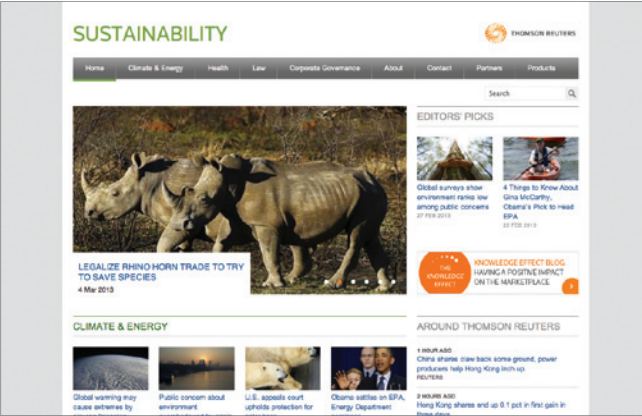 SUSTAINABILITY
THOMSON REUTERS
Home Climate & Energy Health Law Corporate Governance About Contact Partners Products
Search
LEGALIZE RHINO HORN TRADE TO TRY
TO SAVE SPECIES
4 Mar 2013
EDITORS' PICKS
Global surveys show
environment ranks low
among public concerns
27 FEB 2013
4 Things to Know About
Gina McCarthy,
Obama's Pick to Head
EPA
22 FEB 2013
THE
KNOWLEDGE
EFFECT
KNOWLEDGE EFFECT BLOG
HAVING A POSITIVE IMPACT
ON THE MARKETPLACE
CLIMATE & ENERGY
Global warming may
cause extremes by
Public concern about
environment
U.S. appeals court
upholds protection for
Obama settles on EPA,
Energy Department
AROUND THOMSON REUTERS
1 HOUR AGO
China shares claw back some ground, power
producers help Hong Kong inch up
REUTERS
2 HOURS AGO
Hong Kong shares end up 0.1 pct in first gain in
three days